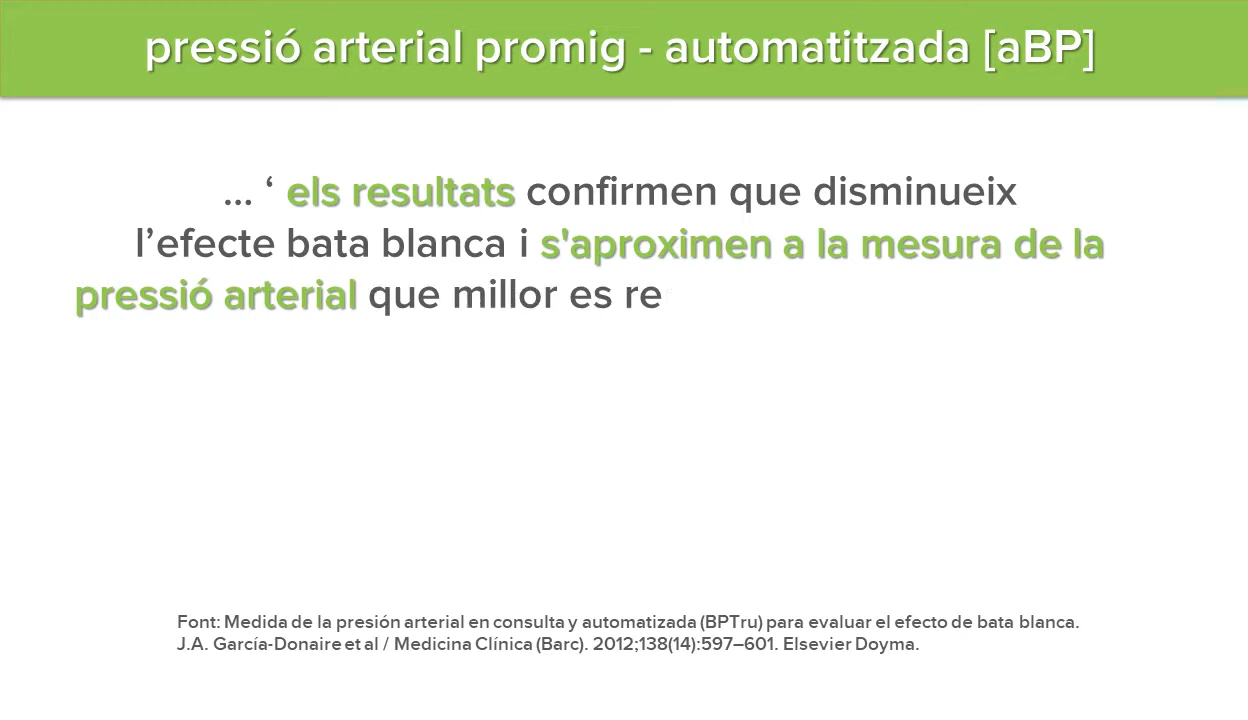 pressió arterial promig - automatitzada [aBP]
... ‘ els resultats confirmen que disminueix
l’efecte bata blanca i s'aproximen a la mesura de la
pressió arterial que millor es re
Font: Medida de la presión arterial en consulta y automatizada (BPTru) para evaluar el efecto de bata blanca.
J.A. García-Donaire et al / Medicina Clínica (Barc). 2012;138(14):597–601. Elsevier Doyma.